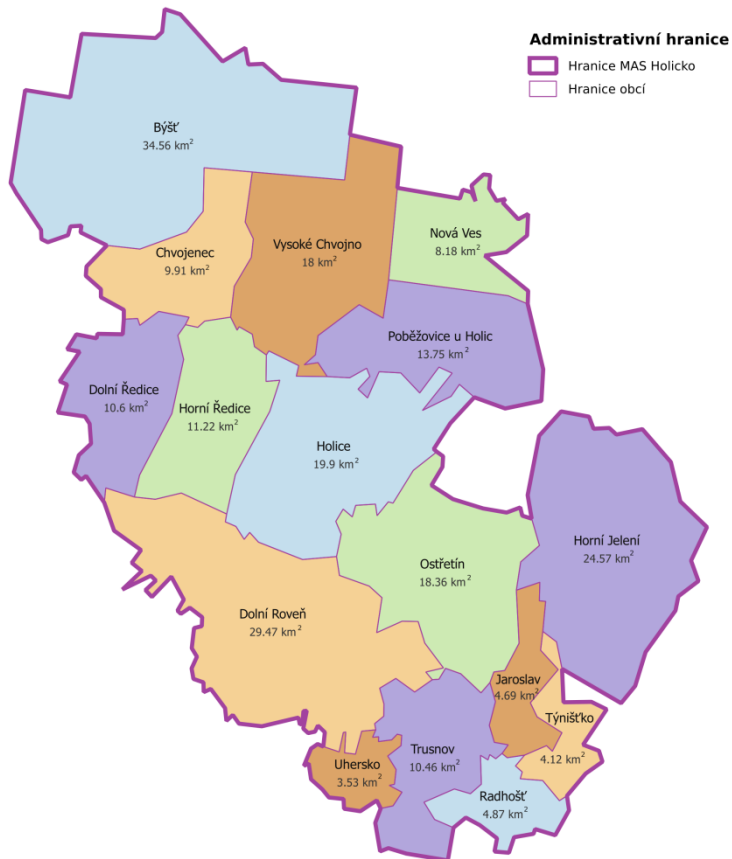 Administrativní hranice
Hranice MAS Holicko
Hranice obcí
Býšť
34.56 km²
Chvojenec
9.91 km²
Vysoké Chvojno
18 km²
Nová Ves
8.18 km²
Poběžovice u Holic
13.75 km²
Dolní Ředice
10.6 km²
Horní Ředice
11.22 km²
Holice
19.9 km²
Horní Jelení
24.57 km²
Ostřetín
18.36 km²
Dolní Roveň
29.47 km²
Jaroslav
4.69 km²
Týnišťko
4.12 km²
Trusnov
10.46 km²
Uhersko
3.53 km²
Radhošť
4.87 km²